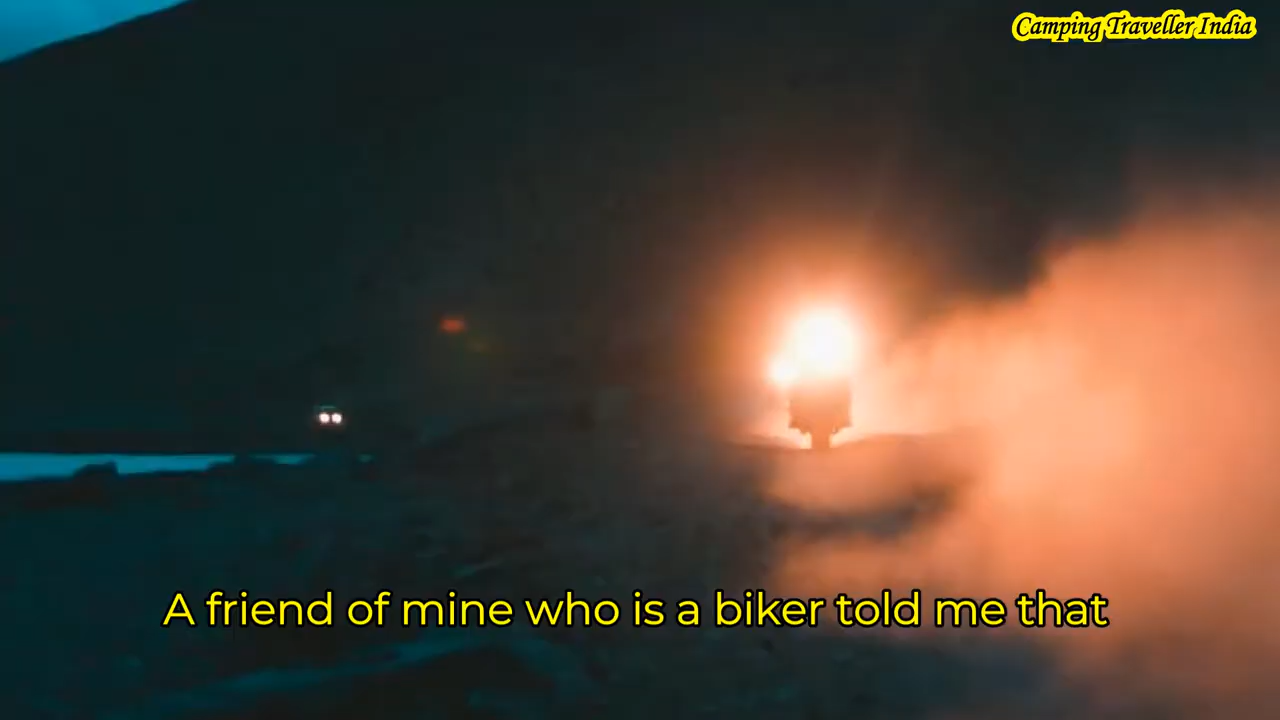 Camping Traveller India
A friend of mine who is a biker told me that